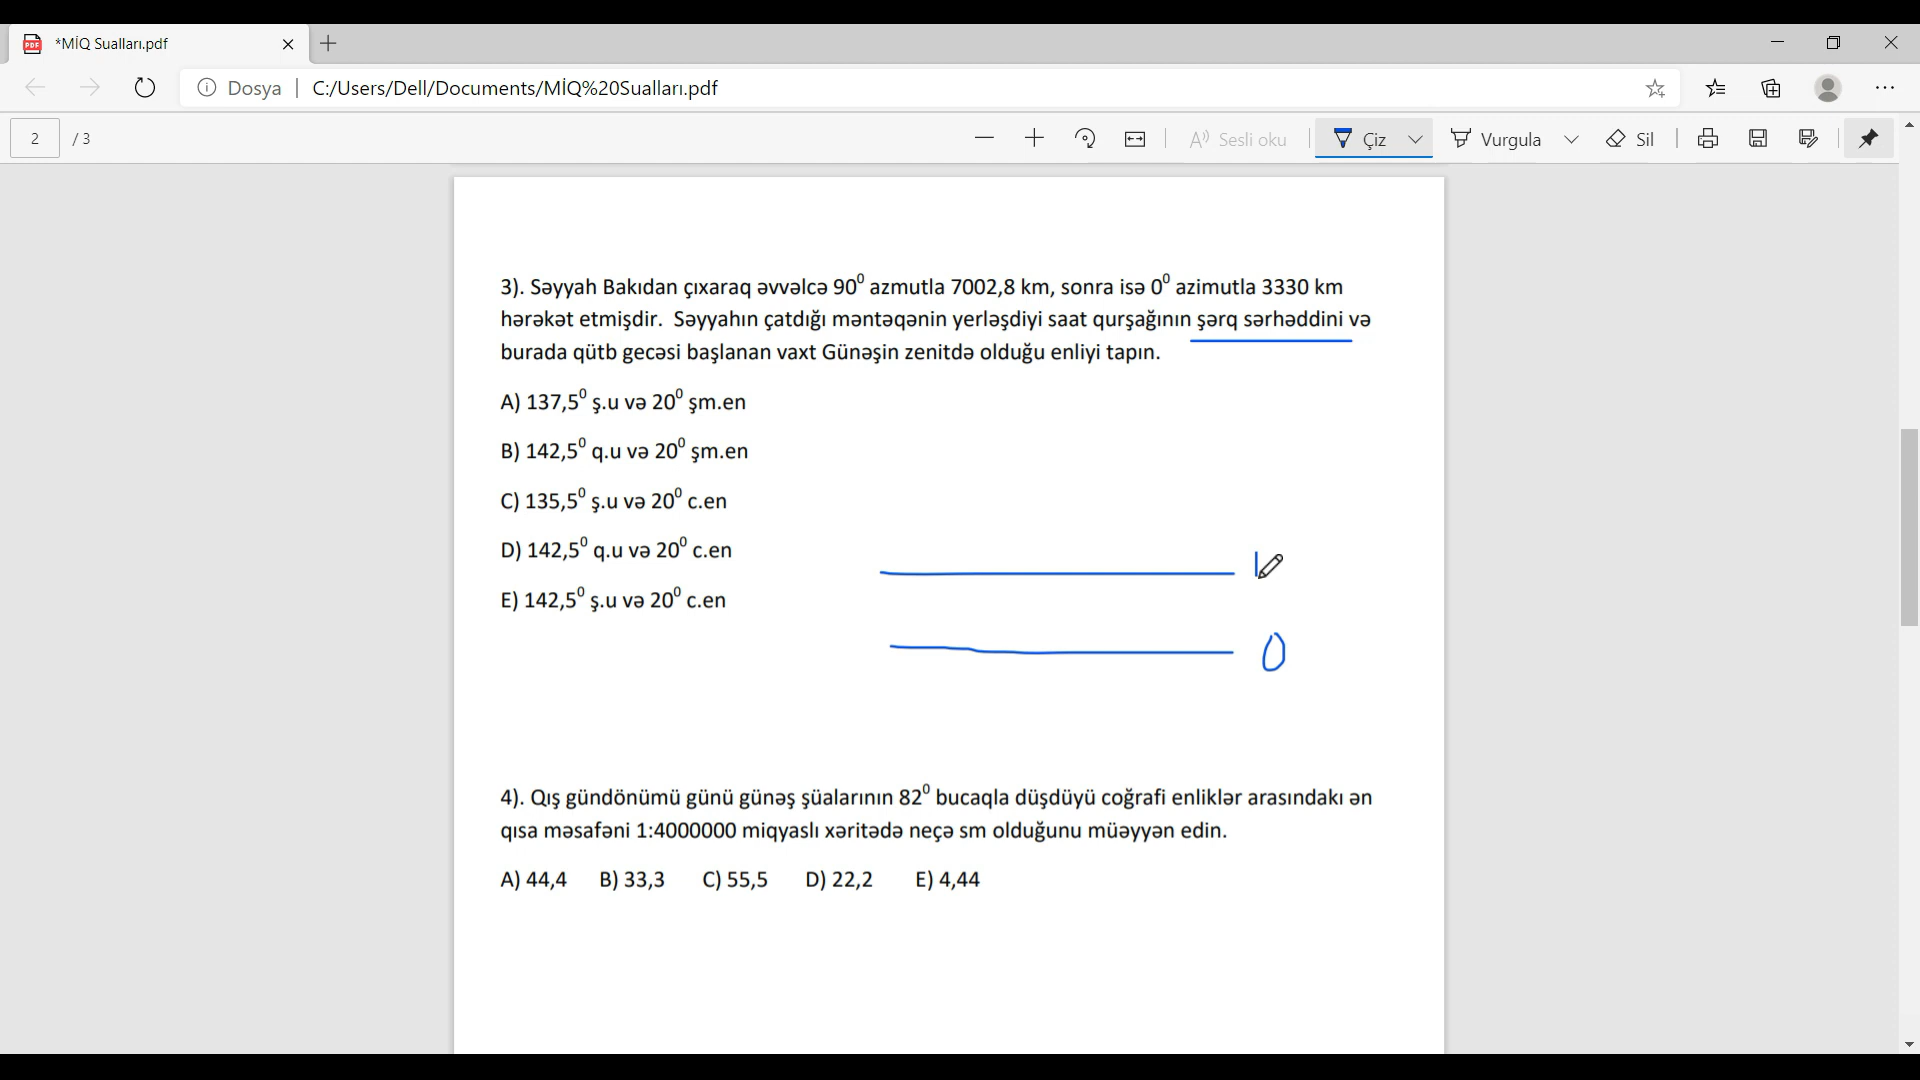 *MİQ Sualları.pdf
Dosya | C:/Users/Dell/Documents/MİQ%20Sualları.pdf
2 / 3
Sesli oku
Çiz
Vurgula
Sil
3). Səyyah Bakıdan çıxaraq əvvəlcə 90⁰ azmutla 7002,8 km, sonra isə 0⁰ azimutla 3330 km
hərəkət etmişdir. Səyyahın çatdığı məntəqənin yerləşdiyi saat qurşağının şərq sərhəddini və
burada qütb gecəsi başlanan vaxt Günəşin zenitdə olduğu enliyi tapın.
A) 137,5⁰ ş.u və 20⁰ şm.en
B) 142,5⁰ q.u və 20⁰ şm.en
C) 135,5⁰ ş.u və 20⁰ c.en
D) 142,5⁰ q.u və 20⁰ c.en
E) 142,5⁰ ş.u və 20⁰ c.en
0
4). Qış gündönümü günü günəş şüalarının 82⁰ bucaqla düşdüyü coğrafi enliklər arasındakı ən
qısa məsafəni 1:4000000 miqyaslı xəritədə neçə sm olduğunu müəyyən edin.
A) 44,4 B) 33,3 C) 55,5 D) 22,2 E) 4,44